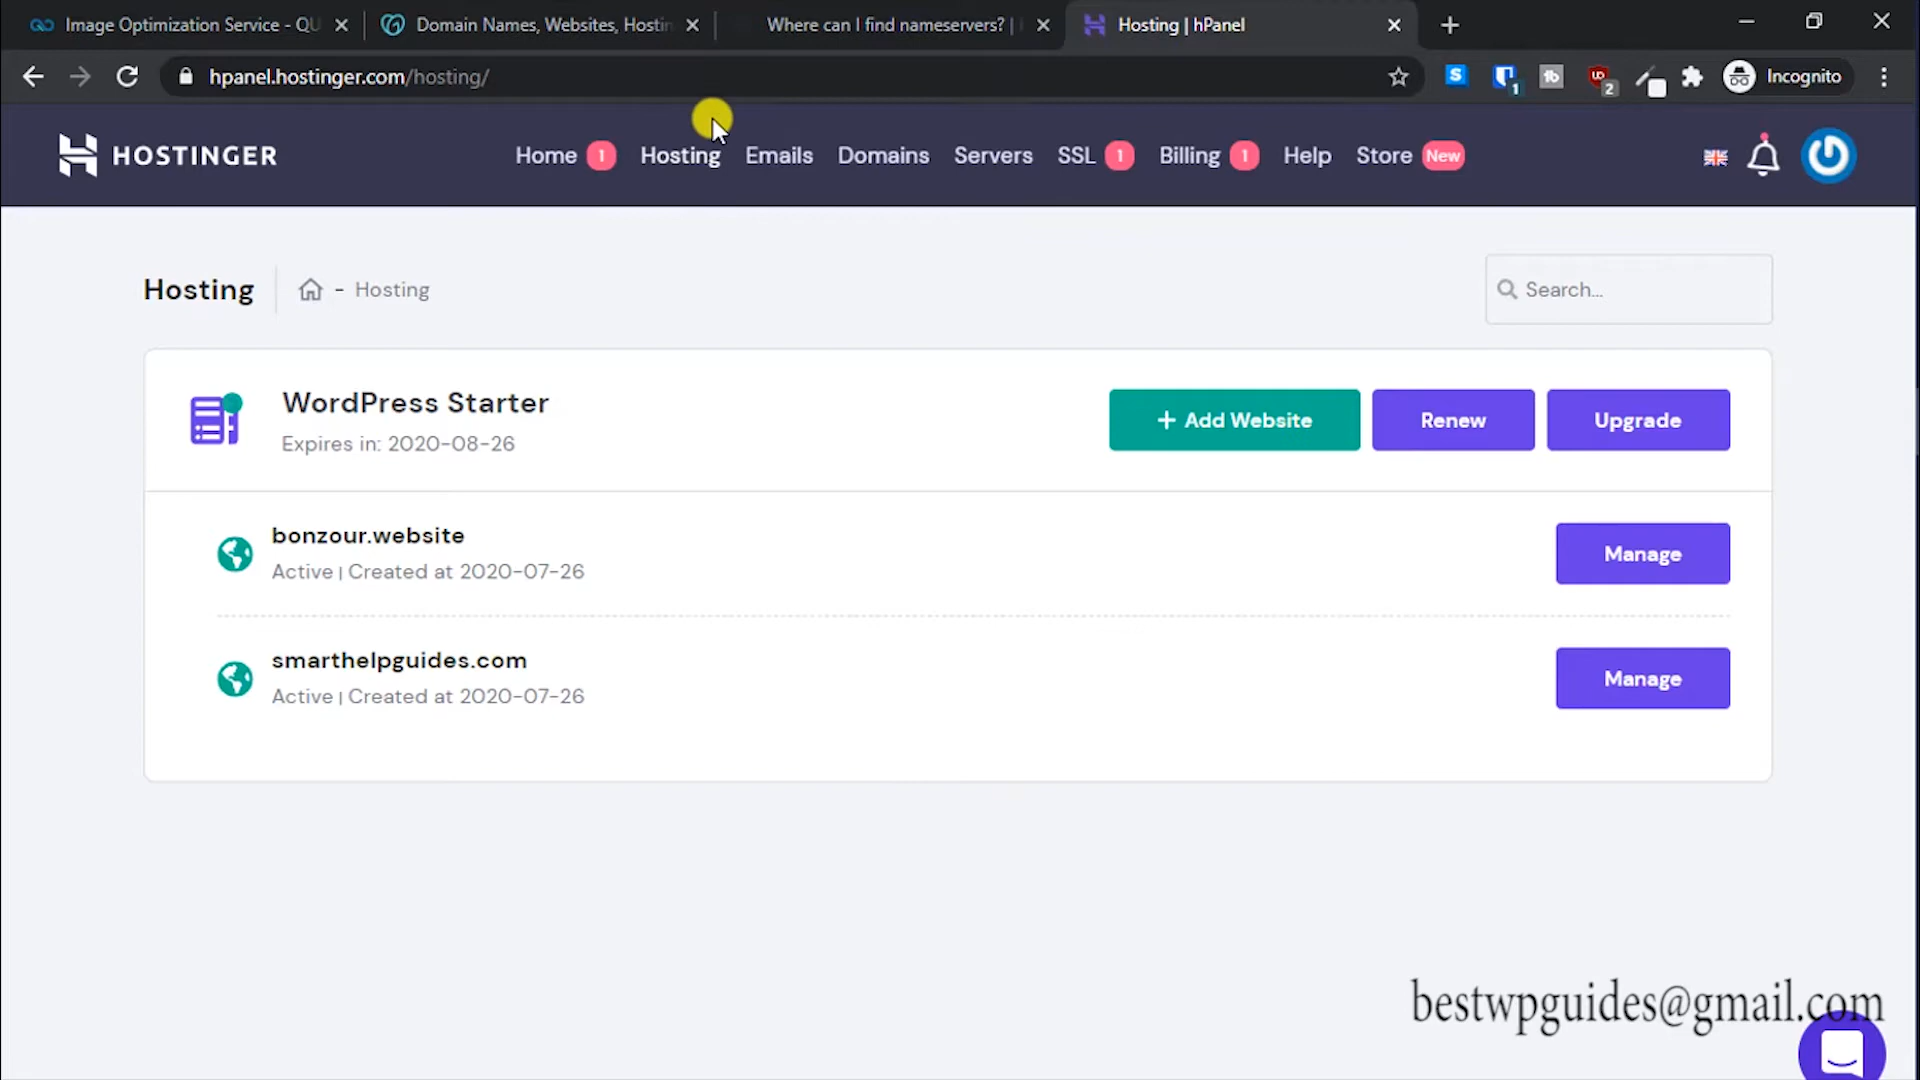 Image Optimization Service - QU
Domain Names, Websites, Hostin
Where can I find nameservers? |
Hosting | hPanel
hpanel.hostinger.com/hosting/
S
1
tb
2
Incognito
HOSTINGER
Home 1
Hosting
Emails
Domains
Servers
SSL 1
Billing 1
Help
Store New
Hosting
- Hosting
Search...
WordPress Starter
Expires in: 2020-08-26
+ Add Website
Renew
Upgrade
bonzour.website
Active | Created at 2020-07-26
Manage
smarthelpguides.com
Active | Created at 2020-07-26
Manage
bestwpguides@gmail.com